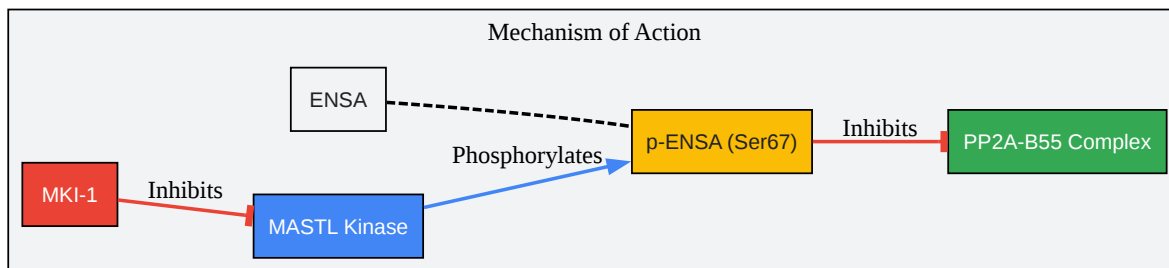 Mechanism of Action
ENSA
Phosphorylates
p-ENSA (Ser67)
Inhibits
PP2A-B55 Complex
MKI-1
Inhibits
MASTL Kinase